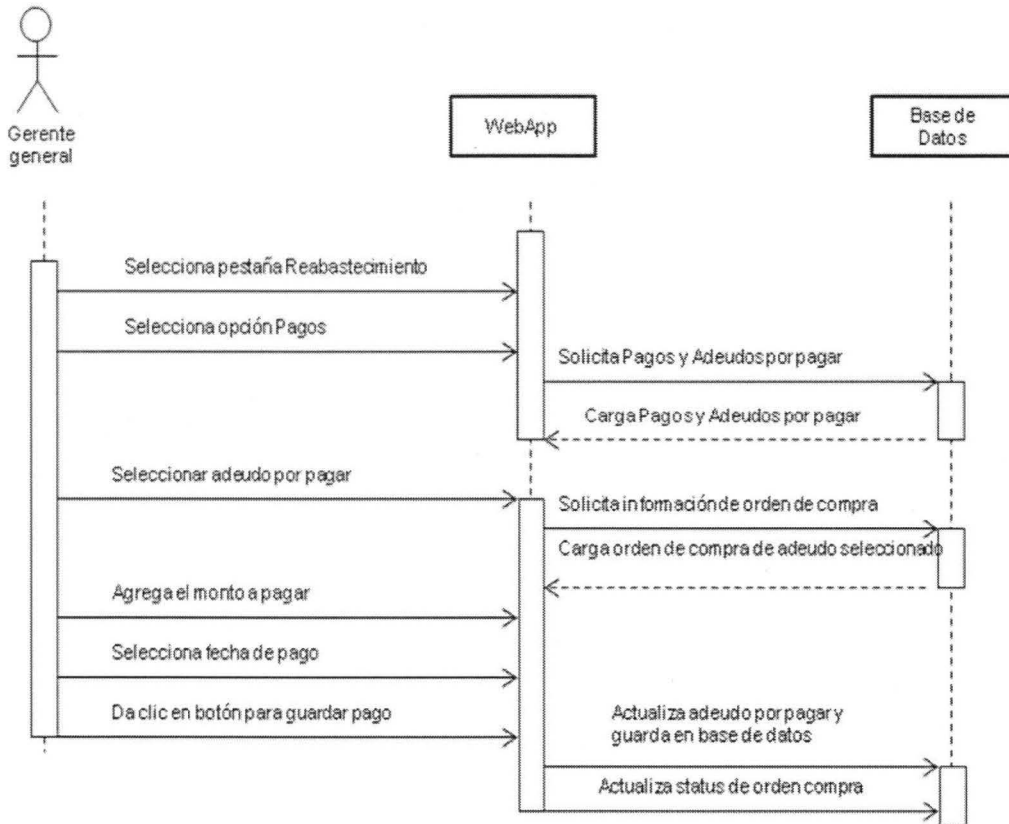 Gerente
general
WebApp
Base de
Datos
Selecciona pestaña Reabastecimiento
Selecciona opción Pagos
Solicita Pagos y Adeudos por pagar
Carga Pagos y Adeudos por pagar
Seleccionar adeudo por pagar
Solicita información de orden de compra
Carga orden de compra de adeudo seleccionado
Agrega el monto a pagar
Selecciona fecha de pago
Da clic en botón para guardar pago
Actualiza adeudo por pagar y
guarda en base de datos
Actualiza status de orden compra